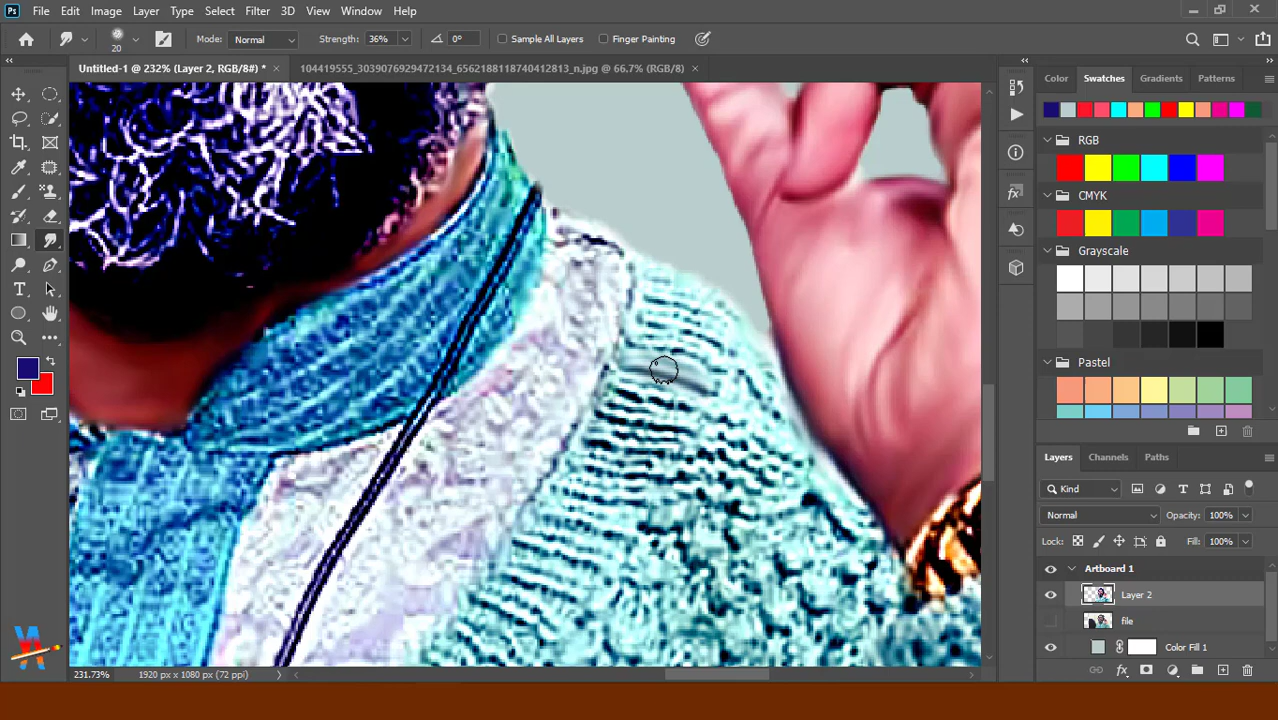 Ps File Edit Image Layer Type Select Filter 3D View Window Help
20 Mode: Normal Strength: 36% 0° Sample All Layers Finger Painting
Untitled-1 @ 232% (Layer 2, RGB/8#) * × 104419555_3039076929472134_6562188118740412813_n.jpg @ 66.7% (RGB/8) ×
Color Swatches Gradients Patterns
RGB
CMYK
Grayscale
Pastel
Layers Channels Paths
Kind
Normal Opacity: 100%
Lock: Fill: 100%
Artboard 1
Layer 2
file
Color Fill 1
231.73% 1920 px x 1080 px (72 ppi)